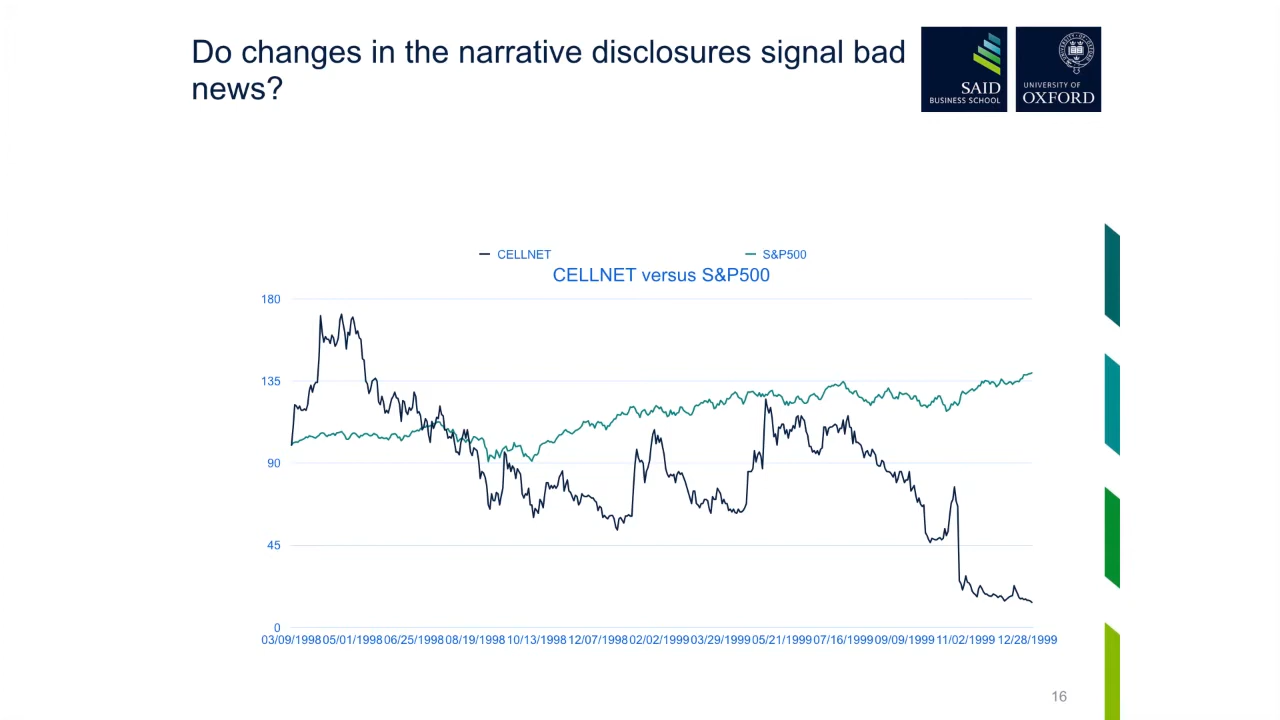 Do changes in the narrative disclosures signal bad
news?
SAID
BUSINESS SCHOOL
UNIVERSITY OF
OXFORD
CELLNET
S&P500
CELLNET versus S&P500
180
135
90
45
0
03/09/1998 05/01/1998 06/25/1998 08/19/1998 10/13/1998 12/07/1998 02/02/1999 03/29/1999 05/21/1999 07/16/1999 09/09/1999 11/02/1999 12/28/1999
16